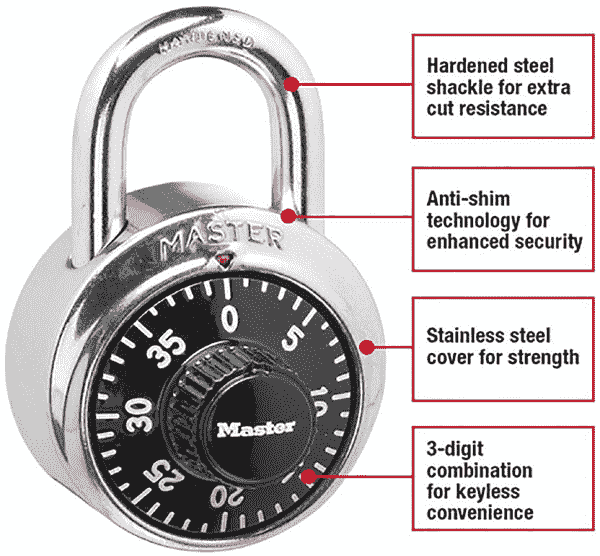 HARDENED
Hardened steel
shackle for extra
cut resistance
Anti-shim
technology for
enhanced security
MASTER
0
5
10
20
25
30
35
Master
Stainless steel
cover for strength
3-digit
combination
for keyless
convenience